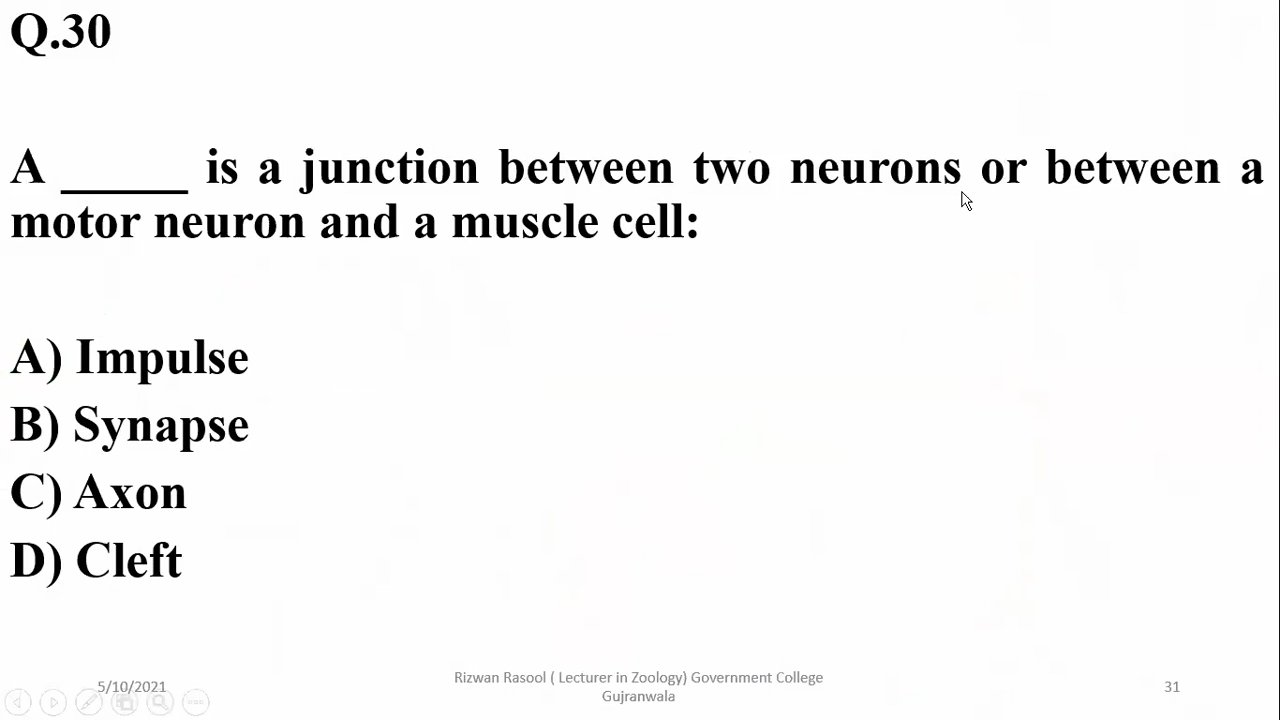 Q.30
A _____ is a junction between two neurons or between a
motor neuron and a muscle cell:
A) Impulse
B) Synapse
C) Axon
D) Cleft
5/10/2021
Rizwan Rasool ( Lecturer in Zoology) Government College
Gujranwala
31